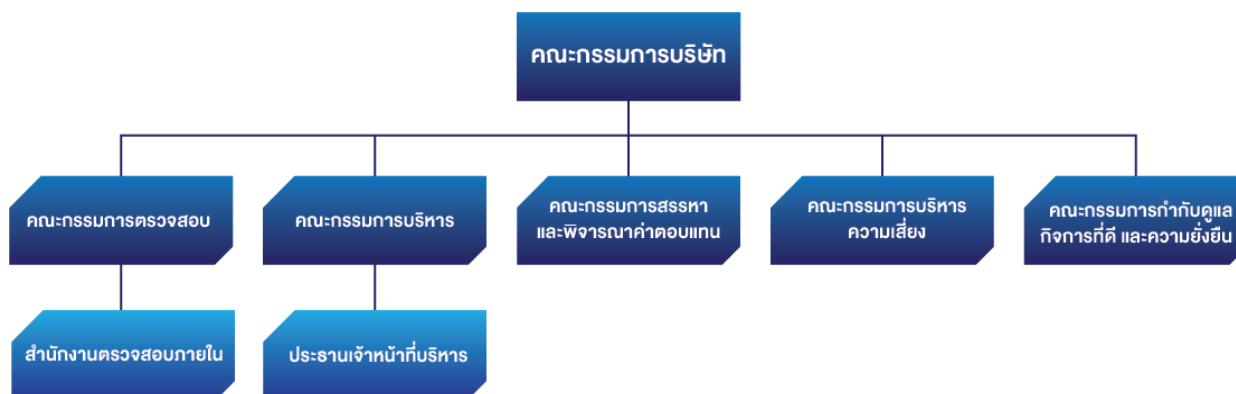 คณะกรรมการบริษัท
คณะกรรมการตรวจสอบ
คณะกรรมการบริหาร
คณะกรรมการสรรหา
และพิจารณาค่าตอบแทน
คณะกรรมการบริหาร
ความเสี่ยง
คณะกรรมการกำกับดูแล
กิจการที่ดี และความยั่งยืน
สำนักงานตรวจสอบภายใน
ประธานเจ้าหน้าที่บริหาร